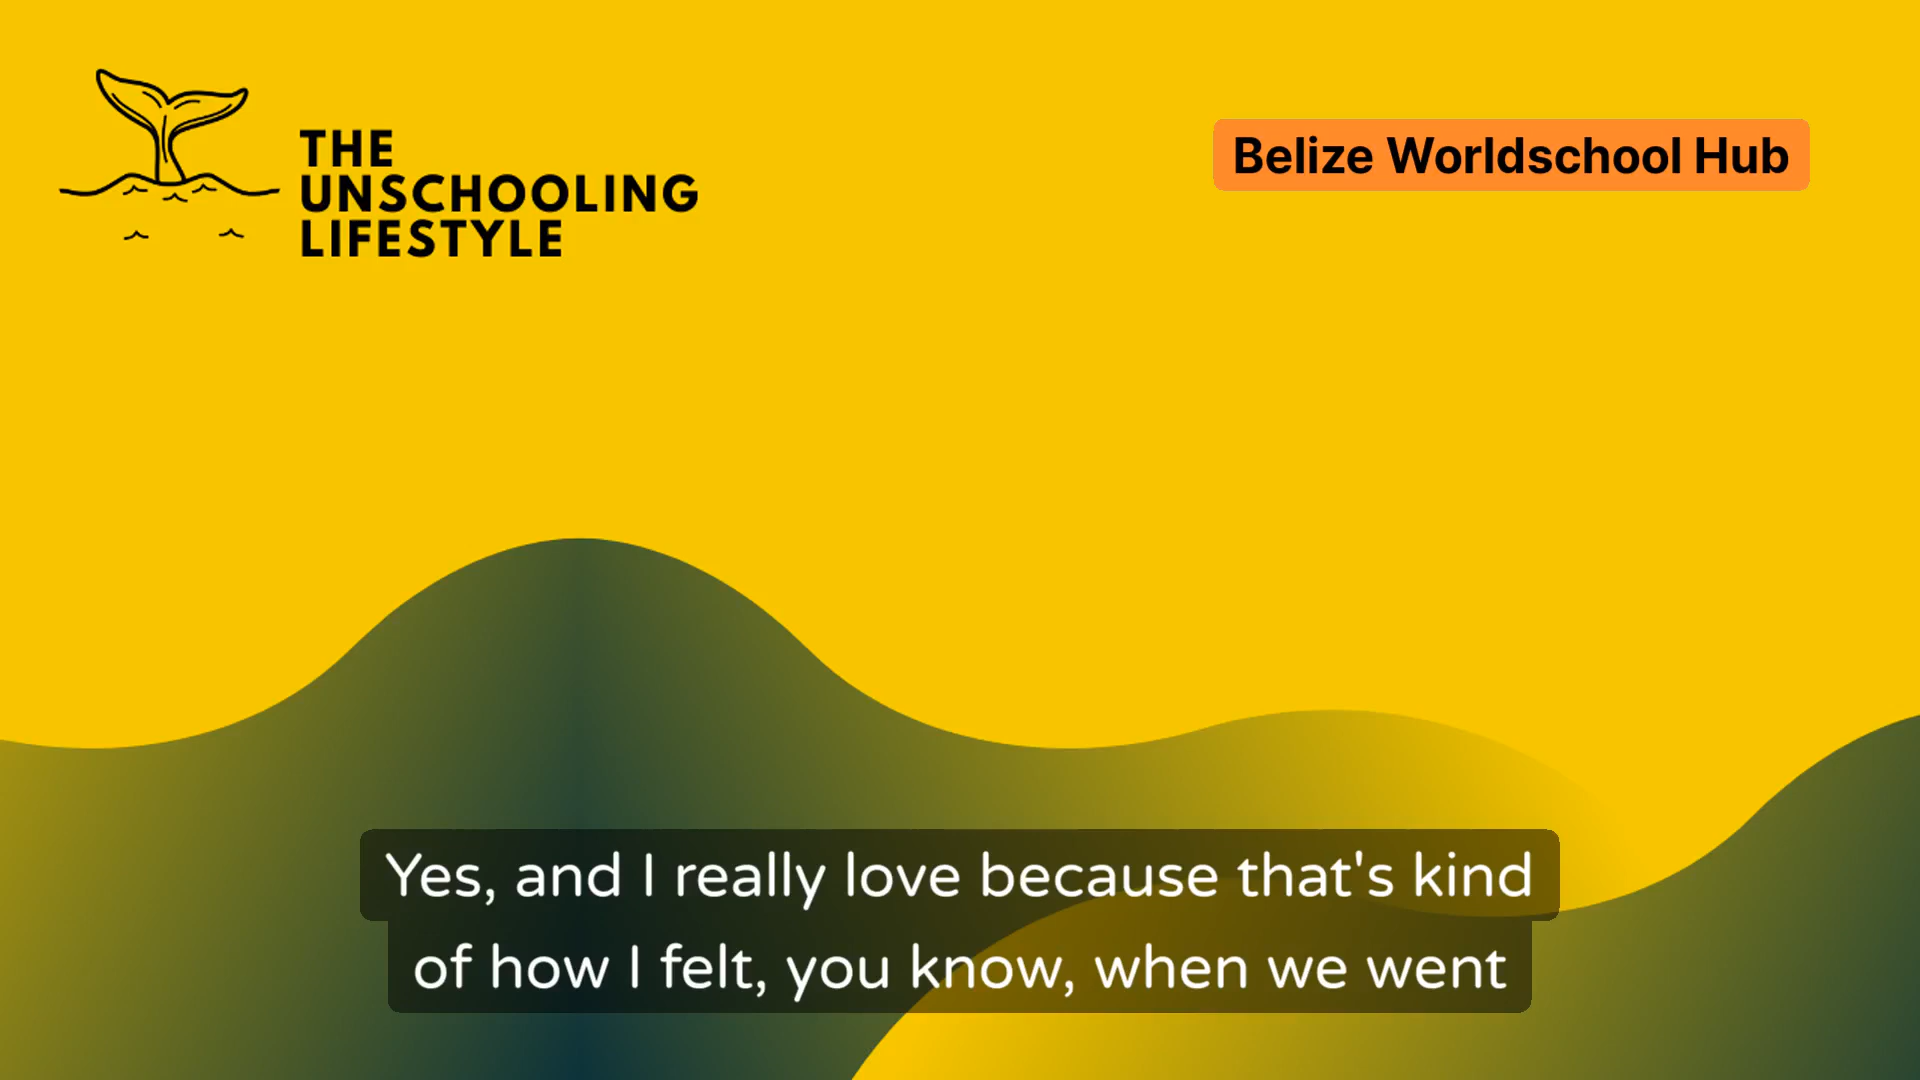 THE
UNSCHOOLING
LIFESTYLE
Belize Worldschool Hub
Yes, and I really love because that's kind
of how I felt, you know, when we went